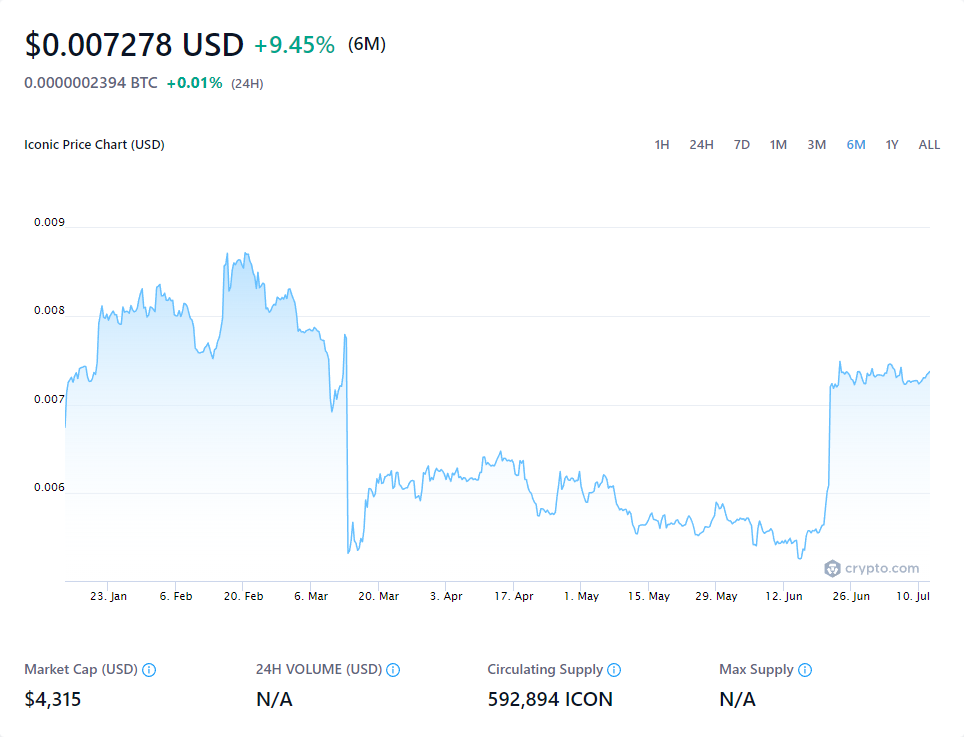 $0.007278 USD +9.45% (6M)
0.0000002394 BTC +0.01% (24H)
Iconic Price Chart (USD) 1H 24H 7D 1M 3M 6M 1Y ALL
0.009
0.008
0.007
0.006
crypto.com
23. Jan 6. Feb 20. Feb 6. Mar 20. Mar 3. Apr 17. Apr 1. May 15. May 29. May 12. Jun 26. Jun 10. Jul
Market Cap (USD) 24H VOLUME (USD) Circulating Supply Max Supply
$4,315 N/A 592,894 ICON N/A